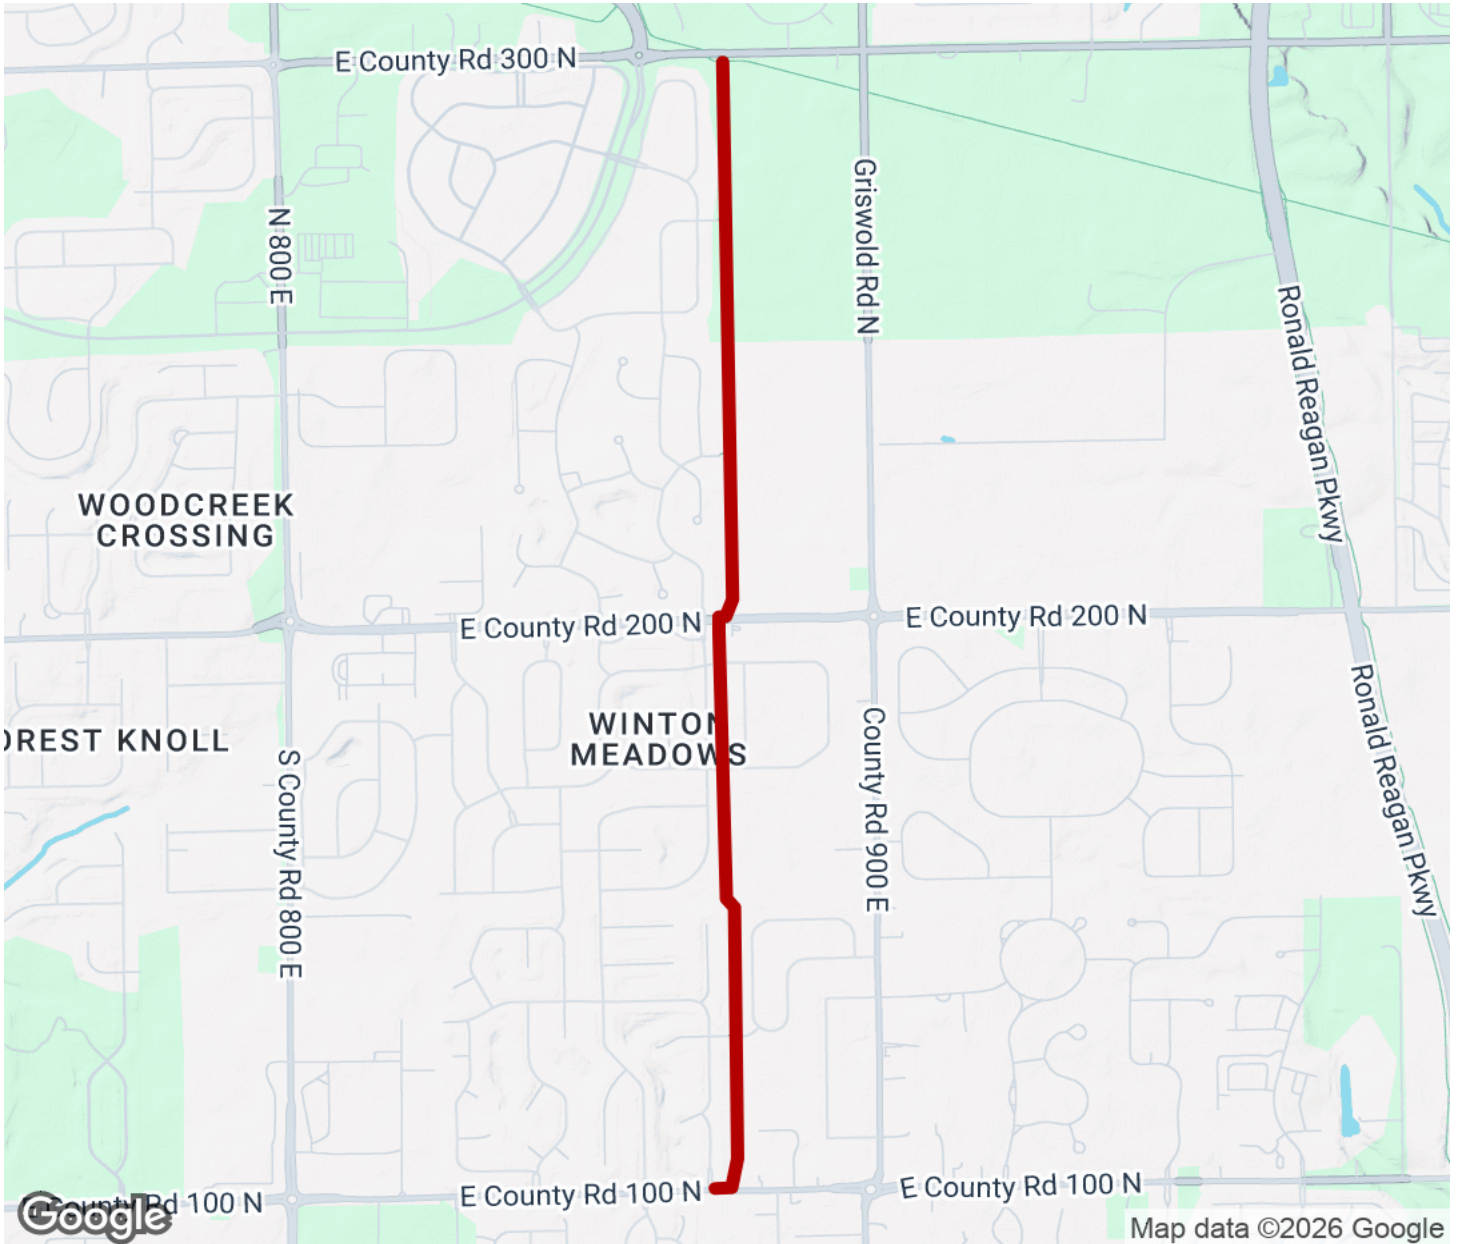 E County Rd 300 N
N 800 E
Griswold Rd N
Ronald Reagan Pkwy
WOODCREEK
CROSSING
E County Rd 200 N
E County Rd 200 N
OREST KNOLL
WINTON
MEADOWS
S County Rd 800 E
County Rd 900 E
Ronald Reagan Pkwy
County Rd 100 N
E County Rd 100 N
E County Rd 100 N
Google
Map data ©2026 Google